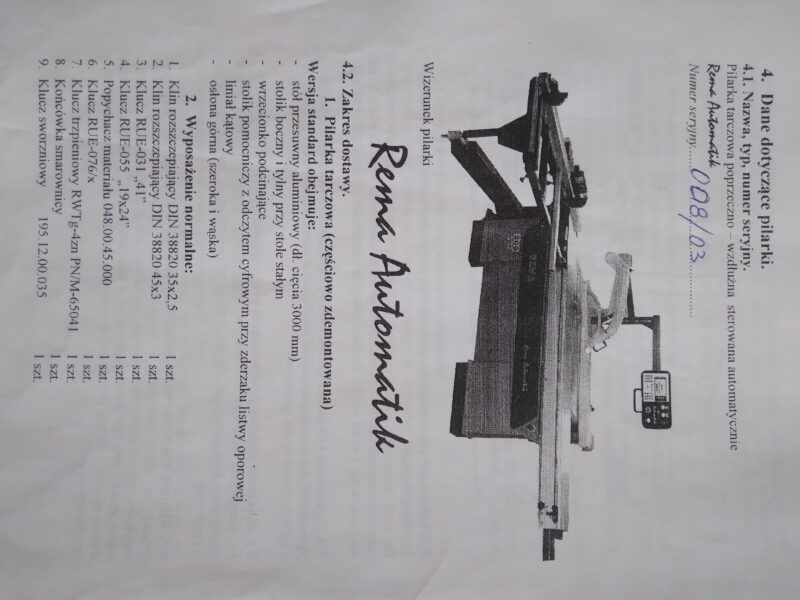 4. Dane dotyczące pilarki.
4.1. Nazwa, typ, numer seryjny.
Pilarka tarczowa poprzeczno – wzdłużna sterowana automatycznie
Rema Automatik
Numer seryjny.....008/03................
Wizerunek pilarki
Rema Automatik
4.2. Zakres dostawy.
1. Pilarka tarczowa (częściowo zdemontowana)
Wersja standard obejmuje:
- stół przesuwny aluminiowy (dł. cięcia 3000 mm)
- stolik boczny i tylny przy stole stałym
- wrzecionko podcinające
- stolik pomocniczy z odczytem cyfrowym przy zderzaku listwy oporowej
- liniał kątowy
- osłona górna (szeroka i wąska)
2. Wyposażenie normalne:
1. Klin rozszczepiający DIN 38820 35x2,5 1 szt.
2. Klin rozszczepiający DIN 38820 45x3 1 szt.
3. Klucz RUE-031 „41" 1 szt.
4. Klucz RUE-055 „19x24" 1 szt.
5. Popychacz materiału 048.00.45.000 1 szt.
6. Klucz RUE-076/x 1 szt.
7. Klucz trzpieniowy RWTg-4zn PN/M-65041 1 szt.
8. Końcówka smarownicy 1 szt.
9. Klucz sworzniowy 195.12.00.035 1 szt.